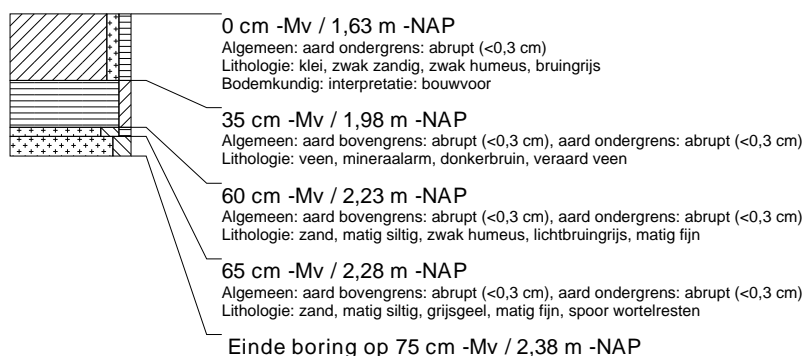 0 cm -Mv / 1,63 m -NAP
Algemeen: aard ondergrens: abrupt (<0,3 cm)
Lithologie: klei, zwak zandig, zwak humeus, bruingrijs
Bodemkundig: interpretatie: bouwvoor
35 cm -Mv / 1,98 m -NAP
Algemeen: aard bovengrens: abrupt (<0,3 cm), aard ondergrens: abrupt (<0,3 cm)
Lithologie: veen, mineraalarm, donkerbruin, veraard veen
60 cm -Mv / 2,23 m -NAP
Algemeen: aard bovengrens: abrupt (<0,3 cm), aard ondergrens: abrupt (<0,3 cm)
Lithologie: zand, matig siltig, zwak humeus, lichtbruingrijs, matig fijn
65 cm -Mv / 2,28 m -NAP
Algemeen: aard bovengrens: abrupt (<0,3 cm), aard ondergrens: abrupt (<0,3 cm)
Lithologie: zand, matig siltig, grijsgeel, matig fijn, spoor wortelresten
Einde boring op 75 cm -Mv / 2,38 m -NAP